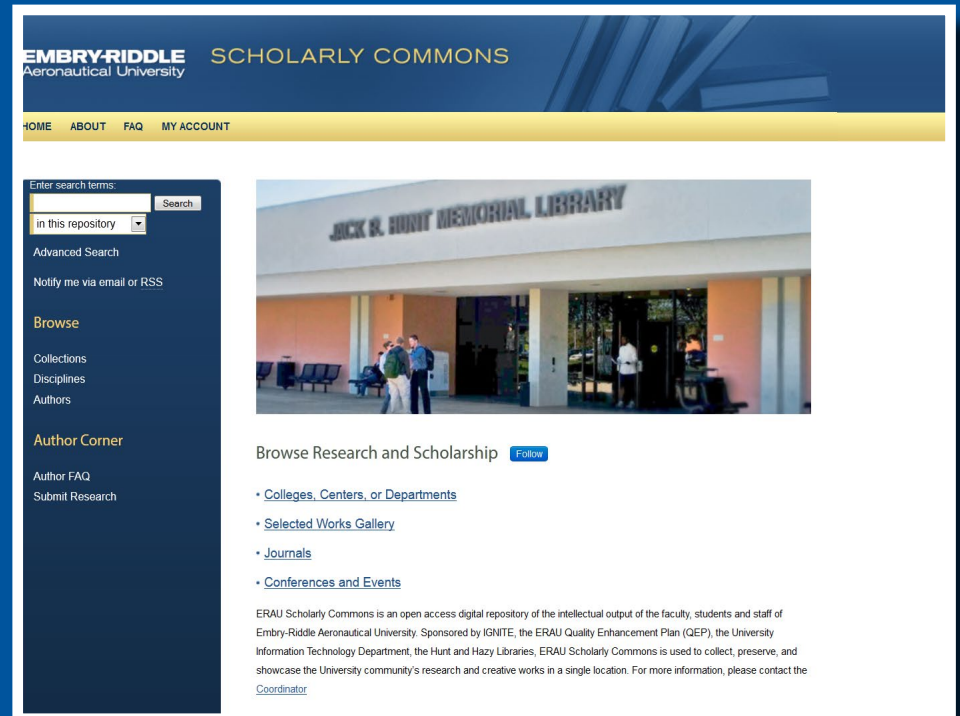 EMBRY-RIDDLE
Aeronautical University
SCHOLARLY COMMONS
HOME ABOUT FAQ MY ACCOUNT
Enter search terms:
Search
in this repository
Advanced Search
Notify me via email or RSS
Browse
Collections
Disciplines
Authors
Author Corner
Author FAQ
Submit Research
JACK R. HUNT MEMORIAL LIBRARY
Browse Research and Scholarship Follow
• Colleges, Centers, or Departments
• Selected Works Gallery
• Journals
• Conferences and Events
ERAU Scholarly Commons is an open access digital repository of the intellectual output of the faculty, students and staff of
Embry-Riddle Aeronautical University. Sponsored by IGNITE, the ERAU Quality Enhancement Plan (QEP), the University
Information Technology Department, the Hunt and Hazy Libraries, ERAU Scholarly Commons is used to collect, preserve, and
showcase the University community's research and creative works in a single location. For more information, please contact the
Coordinator